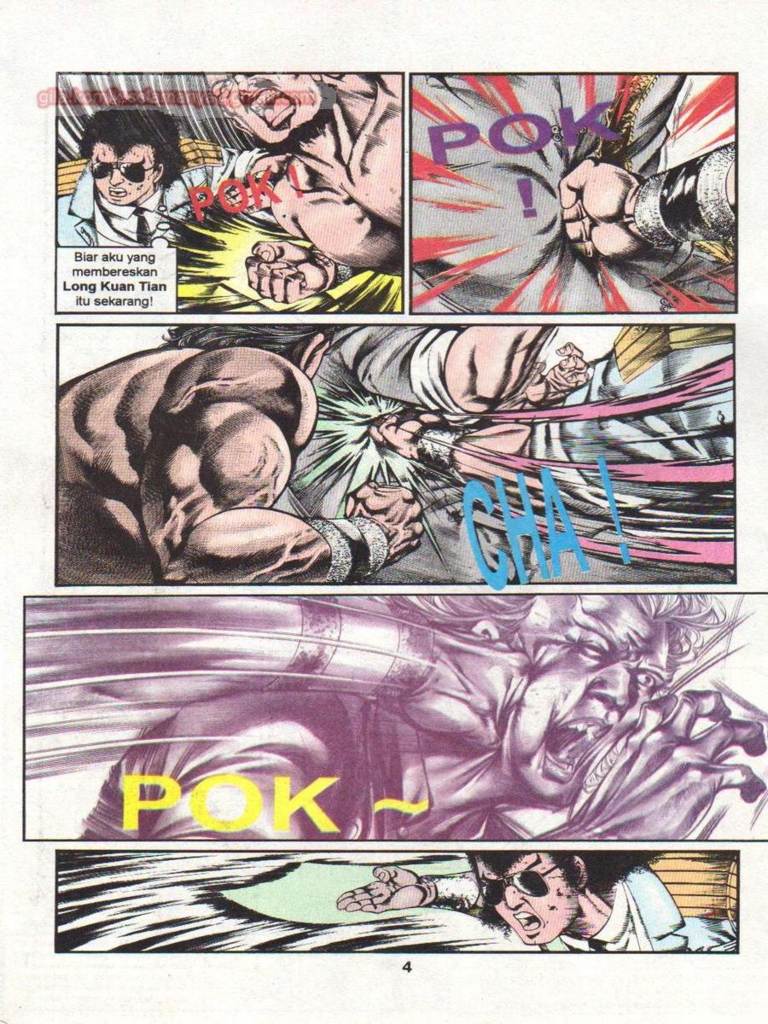 POK !
Biar aku yang
membereskan
Long Kuan Tian
itu sekarang!
POK
!
CHA !
POK ~
4